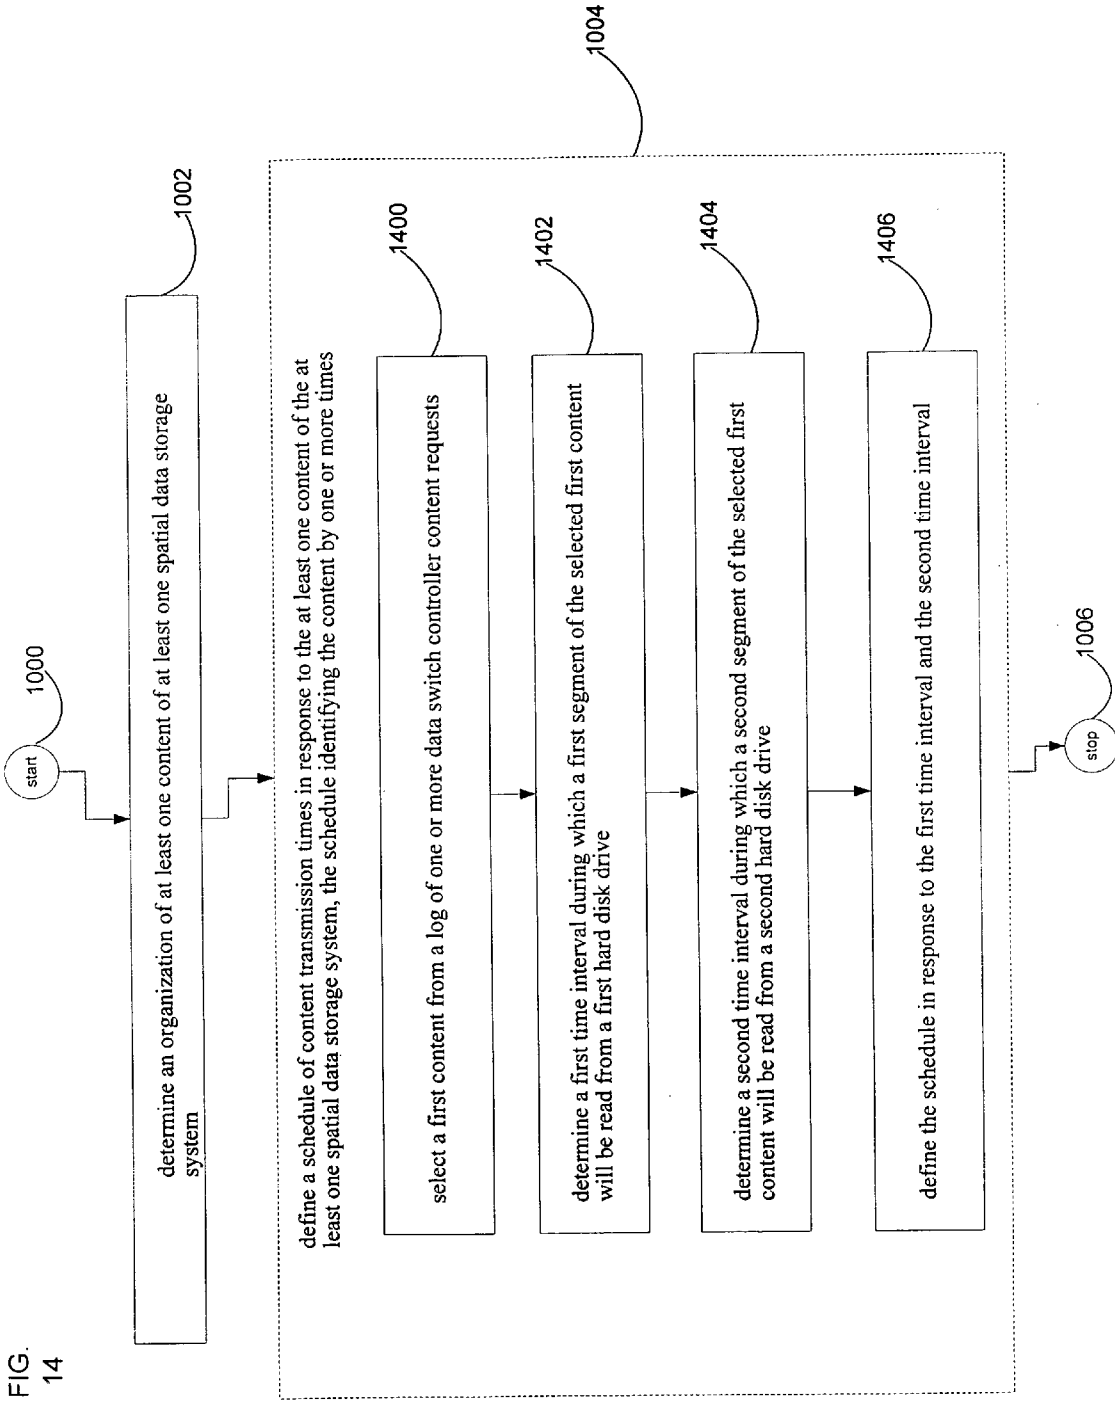 FIG.
14
start
1000
determine an organization of at least one content of at least one spatial data storage
system
1002
1004
define a schedule of content transmission times in response to the at least one content of the at
least one spatial data storage system, the schedule identifying the content by one or more times
select a first content from a log of one or more data switch controller content requests
1400
determine a first time interval during which a first segment of the selected first content
will be read from a first hard disk drive
1402
determine a second time interval during which a second segment of the selected first
content will be read from a second hard disk drive
1404
define the schedule in response to the first time interval and the second time interval
1406
stop
1006